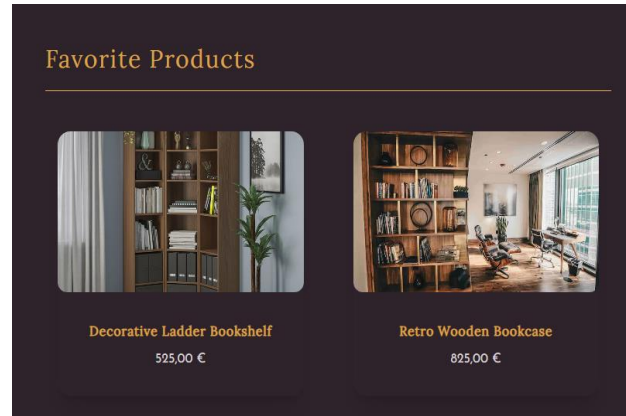 Favorite Products
&
Decorative Ladder Bookshelf
525,00 €
Retro Wooden Bookcase
825,00 €